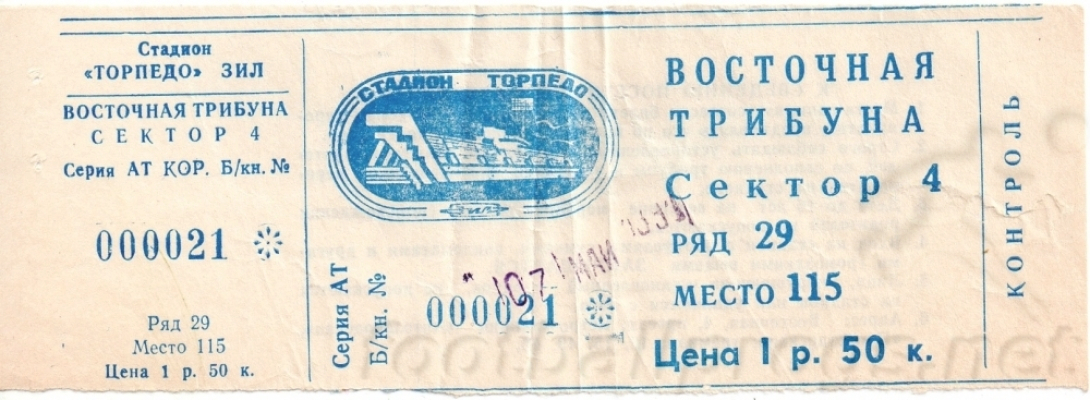 Стадион
«ТОРПЕДО» ЗИЛ
ВОСТОЧНАЯ ТРИБУНА
СЕКТОР 4
Серия АТ КОР. Б/кн. №
000021
Ряд 29
Место 115
Цена 1 р. 50 к.
СТАДИОН ТОРПЕДО
ЗИЛ
Серия АТ
Б/кн. №
000021
МАЯ
ВОСТОЧНАЯ
ТРИБУНА
Сектор 4
РЯД 29
МЕСТО 115
Цена 1 р. 50 к.
КОНТРОЛЬ